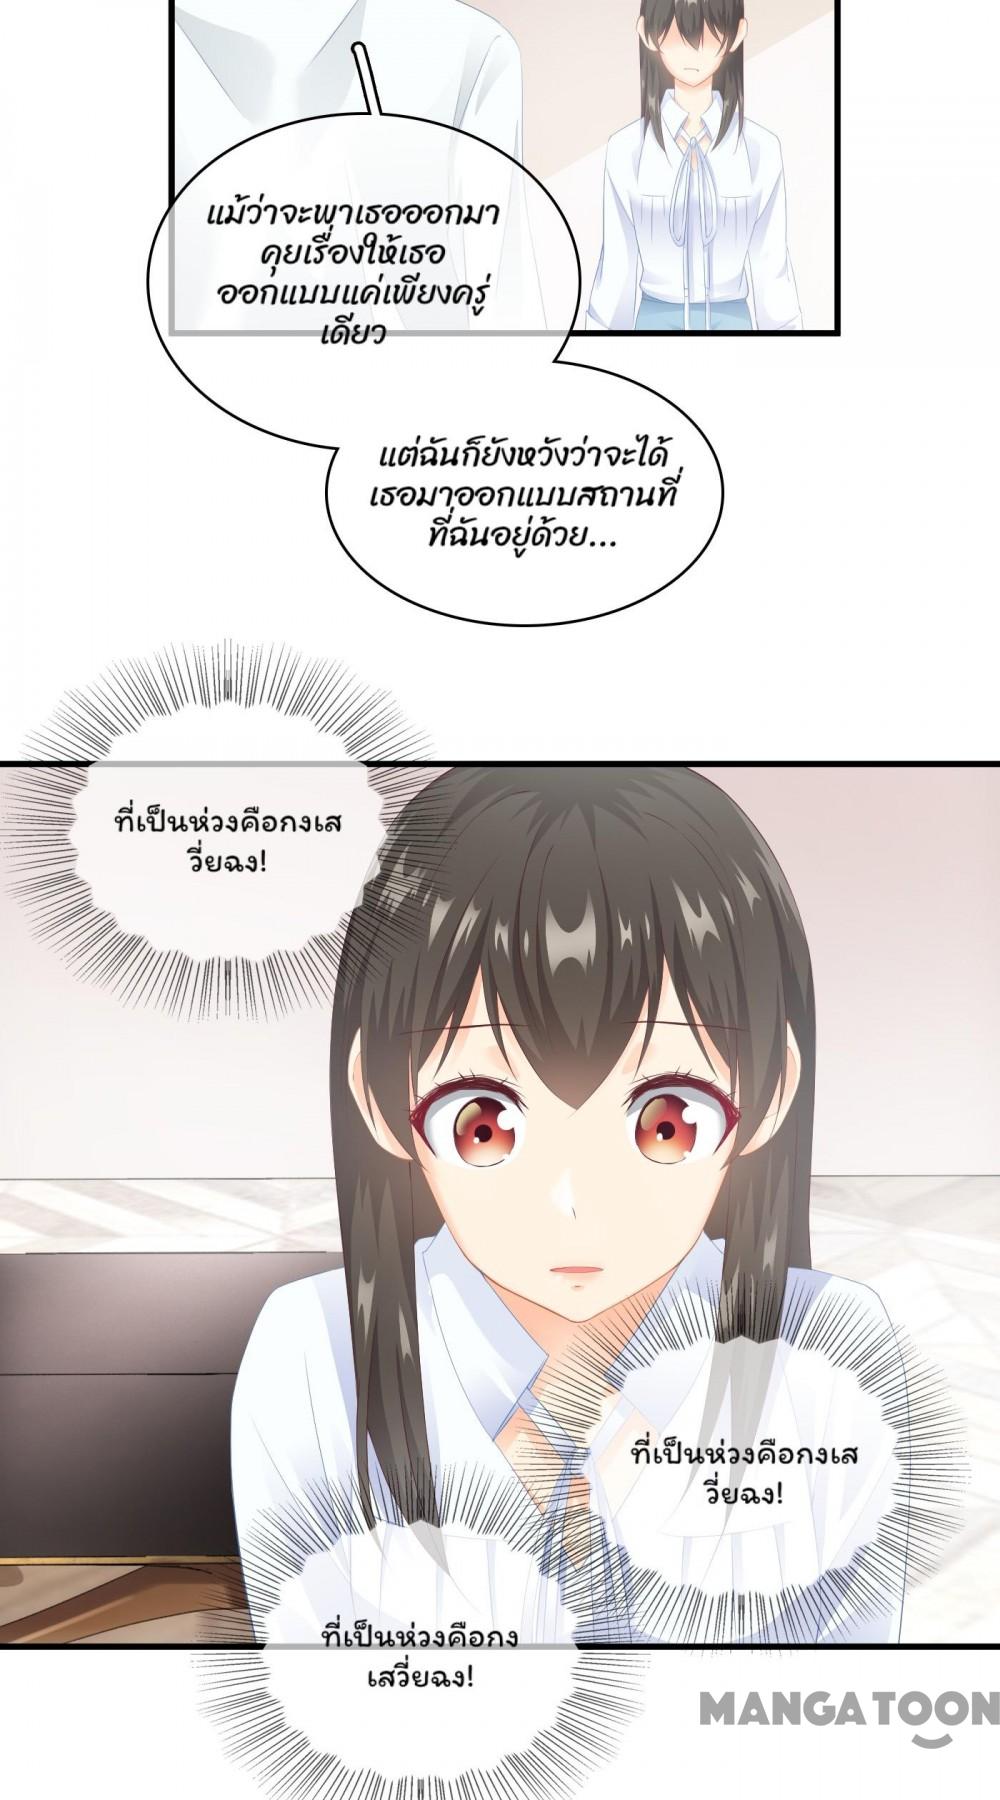 แม้ว่าจะพาเธอออกมา
คุยเรื่องให้เธอ
ออกแบบแค่เพียงครู่
เดียว
แต่ฉันก็ยังหวังว่าจะได้
เธอมาออกแบบสถานที่
ที่ฉันอยู่ด้วย...
ที่เป็นห่วงคือกงเส
วี่ยฉง!
ที่เป็นห่วงคือกงเส
วี่ยฉง!
ที่เป็นห่วงคือกง
เสวี่ยฉง!
MANGATOON